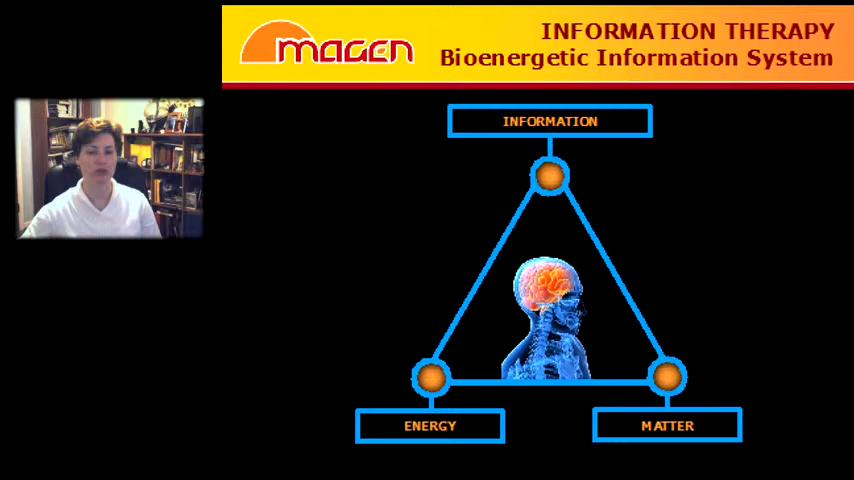 magen
INFORMATION THERAPY
Bioenergetic Information System
INFORMATION
ENERGY
MATTER